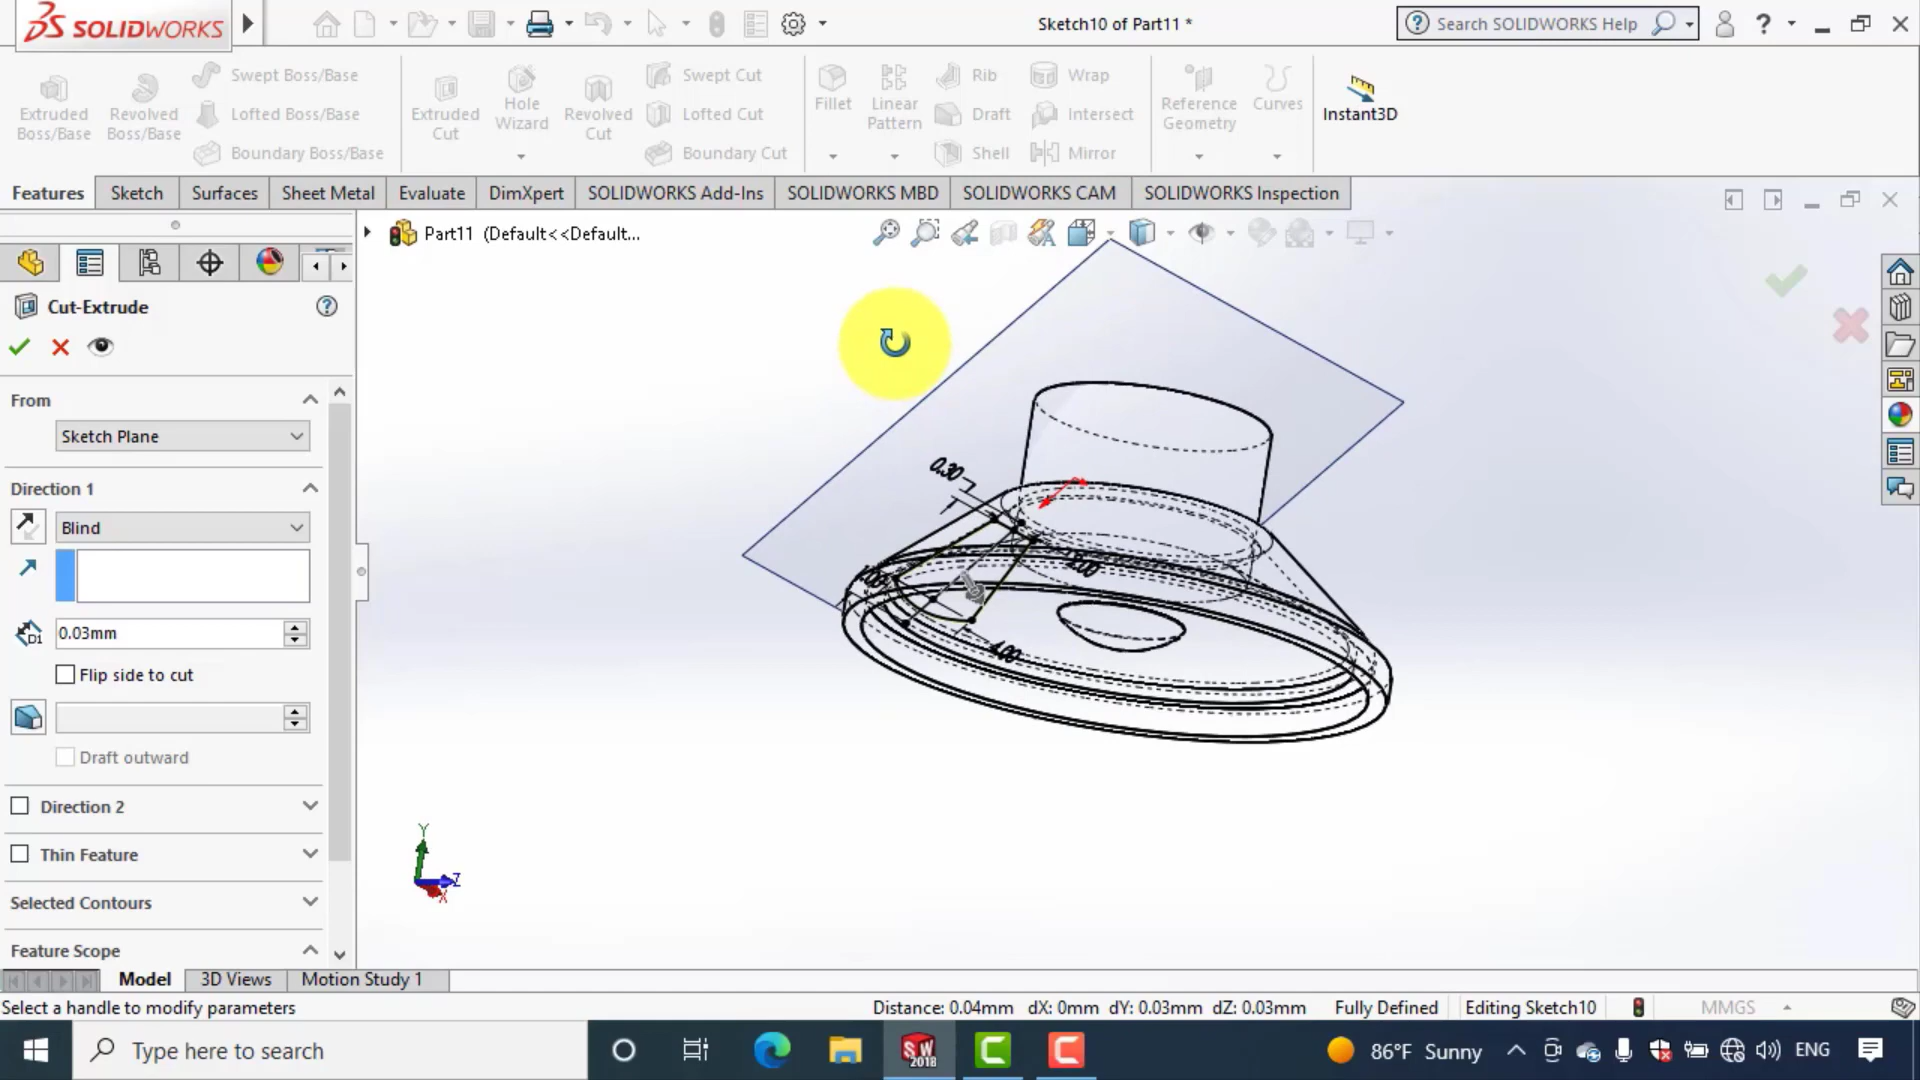 SOLIDWORKS
Sketch10 of Part11 *
Search SOLIDWORKS Help
Extruded Boss/Base
Revolved Boss/Base
Swept Boss/Base
Lofted Boss/Base
Boundary Boss/Base
Extruded Cut
Hole Wizard
Revolved Cut
Swept Cut
Lofted Cut
Boundary Cut
Fillet
Linear Pattern
Rib
Draft
Shell
Wrap
Intersect
Mirror
Reference Geometry
Curves
Instant3D
Features
Sketch
Surfaces
Sheet Metal
Evaluate
DimXpert
SOLIDWORKS Add-Ins
SOLIDWORKS MBD
SOLIDWORKS CAM
SOLIDWORKS Inspection
Part11 (Default<<Default...
Cut-Extrude
From
Sketch Plane
Direction 1
Blind
D1
0.03mm
Flip side to cut
Draft outward
Direction 2
Thin Feature
Selected Contours
Feature Scope
0.30
4.00
Y
Z
X
Model
3D Views
Motion Study 1
Select a handle to modify parameters
Distance: 0.04mm dX: 0mm dY: 0.03mm dZ: 0.03mm
Fully Defined
Editing Sketch10
MMGS
Type here to search
SW
2018
86°F Sunny
ENG